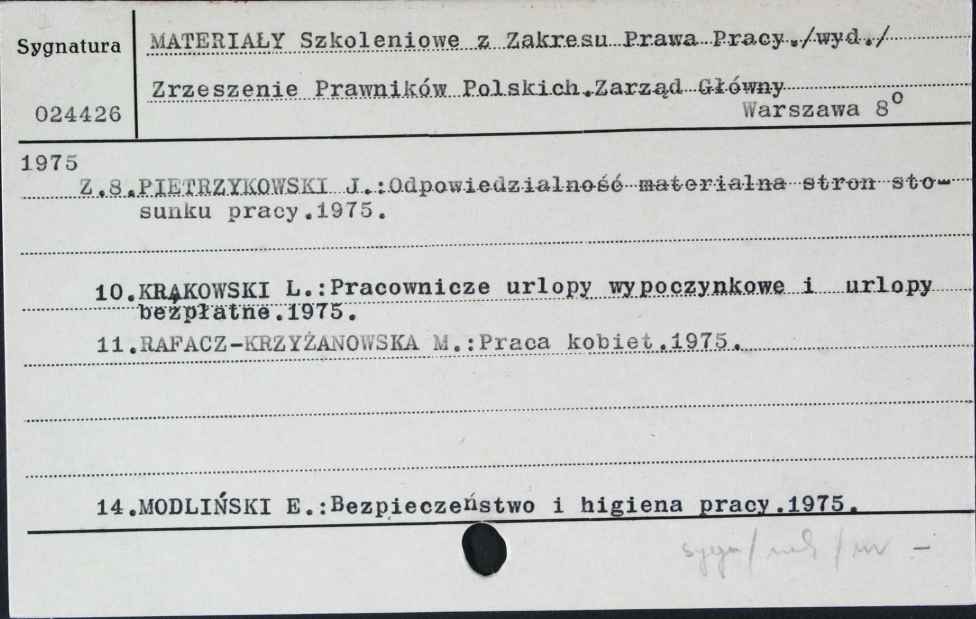 Sygnatura
MATERIAŁY Szkoleniowe z Zakresu Prawa Pracy./wyd./
Zrzeszenie Prawników Polskich.Zarząd Główny
024426
Warszawa 8°
1975
Z.8.PIETRZYKOWSKI J.:Odpowiedzialność materialna stron sto-
sunku pracy.1975.
10.KRĄKOWSKI L.:Pracownicze urlopy wypoczynkowe i urlopy
bezpłatne.1975.
11.RAFACZ-KRZYŻANOWSKA M.:Praca kobiet.1975.
14.MODLIŃSKI E.:Bezpieczeństwo i higiena pracy.1975.